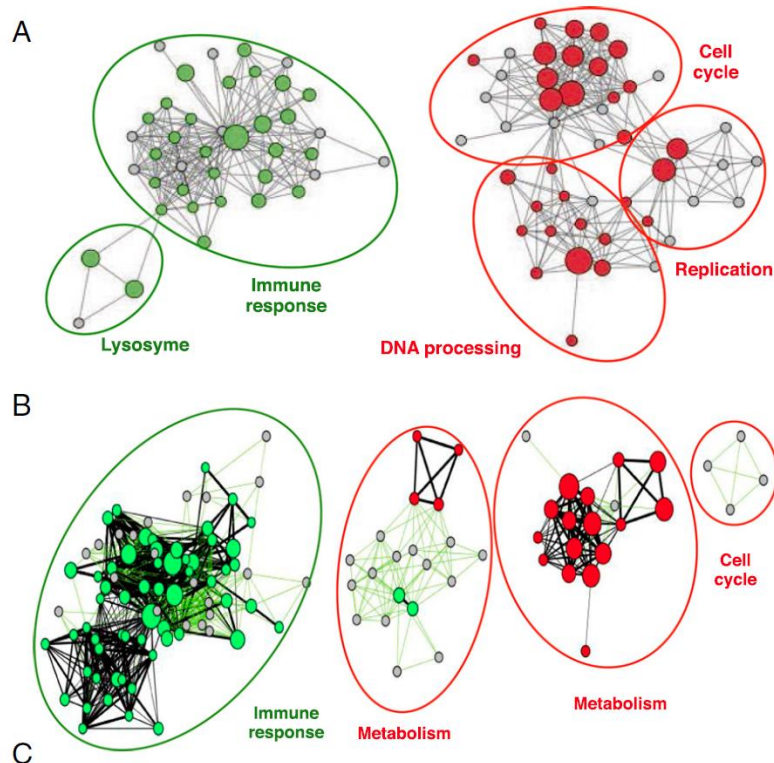 A
Cell
cycle
Immune
response
Replication
Lysosyme
DNA processing
B
Cell
cycle
Immune
response
Metabolism
Metabolism
C